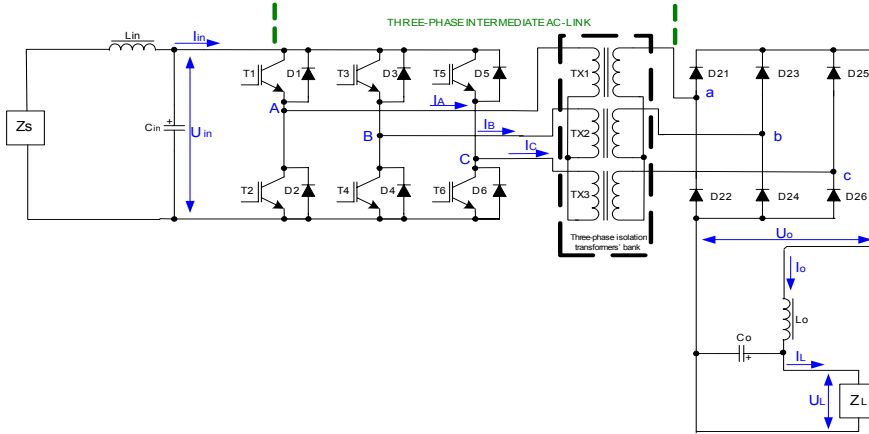 THREE-PHASE INTERMEDIATE AC-LINK
Lin
Iin
T1
D1
T3
D3
T5
D5
TX1
D21
D23
D25
a
A
IA
Zs
Cin
+
Uin
IB
TX2
B
b
IC
C
c
T2
D2
T4
D4
T6
D6
TX3
D22
D24
D26
Three-phase isolation
transformers' bank
Uo
Io
Lo
Co
+
IL
UL
ZL